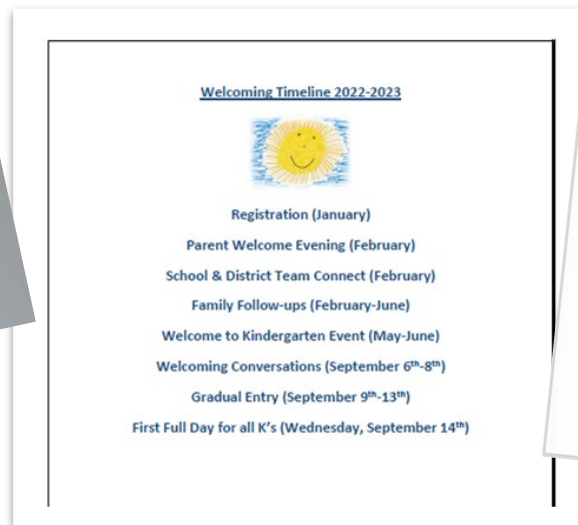 Welcoming Timeline 2022-2023
Registration (January)
Parent Welcome Evening (February)
School & District Team Connect (February)
Family Follow-ups (February-June)
Welcome to Kindergarten Event (May-June)
Welcoming Conversations (September 6th-8th)
Gradual Entry (September 9th-13th)
First Full Day for all K's (Wednesday, September 14th)